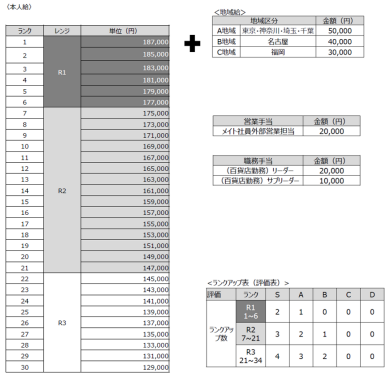 (本人給)
ランク レンジ 単位（円）
1 187,000
2 185,000
3 183,000
4 181,000
5 179,000
6 177,000
R1
7 175,000
8 173,000
9 171,000
10 169,000
11 167,000
12 165,000
13 163,000
14 161,000
15 159,000
16 157,000
17 155,000
18 153,000
19 151,000
20 149,000
21 147,000
R2
22 145,000
23 143,000
24 141,000
25 139,000
26 137,000
27 135,000
28 133,000
29 131,000
30 129,000
R3
<地域給>
地域区分 金額（円）
A地域 東京・神奈川・埼玉・千葉 50,000
B地域 名古屋 40,000
C地域 福岡 30,000
営業手当 金額（円）
メイト社員外部営業担当 20,000
職務手当 金額（円）
（百貨店勤務）リーダー 20,000
（百貨店勤務）サブリーダー 10,000
<ランクアップ表（評価表）>
評価 ランク S A B C D
ランクアップ数
R1 1~6 2 1 0 0 0
R2 7~21 3 2 1 0 0
R3 21~34 4 3 2 0 0